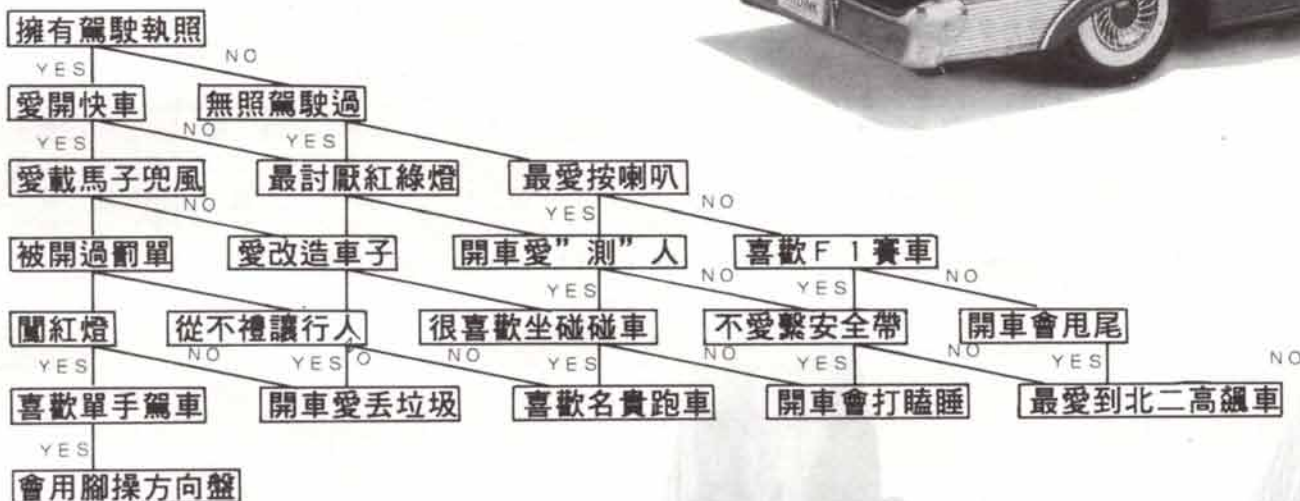 擁有駕駛執照
YES NO
愛開快車 無照駕駛過
YES NO YES
愛載馬子兜風 最討厭紅綠燈 最愛按喇叭
NO YES NO
被開過罰單 愛改造車子 開車愛”測”人 喜歡F1賽車
YES NO YES NO
闖紅燈 從不禮讓行人 很喜歡坐碰碰車 不愛繫安全帶 開車會甩尾
YES NO YES O NO YES NO YES NO YES NO
喜歡單手駕車 開車愛丟垃圾 喜歡名貴跑車 開車會打瞌睡 最愛到北二高飆車
YES
會用腳操方向盤